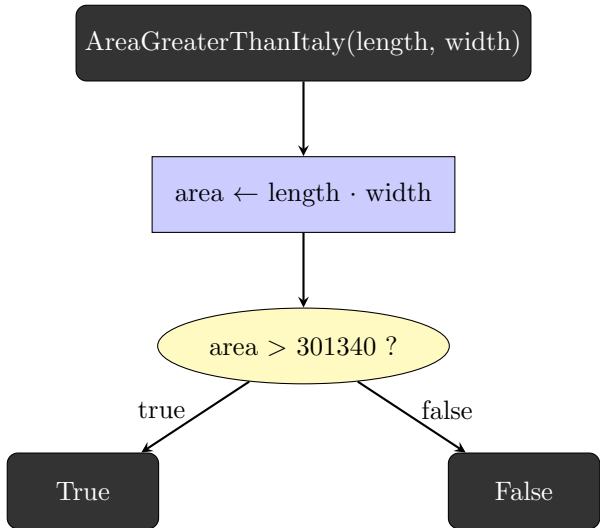 AreaGreaterThanItaly(length, width)
area ← length · width
area > 301340 ?
true
false
True
False